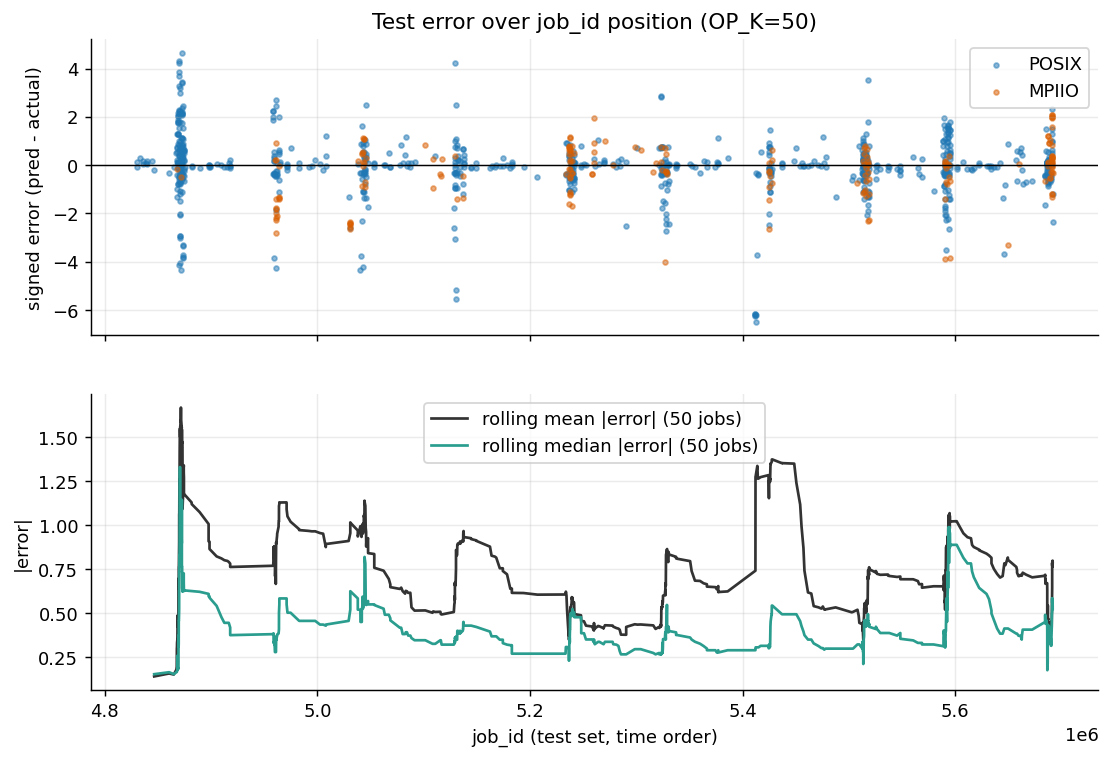 Test error over job_id position (OP_K=50)
signed error (pred - actual)
4
2
0
−2
−4
−6
POSIX
MPIIO
|error|
1.50
1.25
1.00
0.75
0.50
0.25
rolling mean |error| (50 jobs)
rolling median |error| (50 jobs)
4.8 5.0 5.2 5.4 5.6
1e6
job_id (test set, time order)